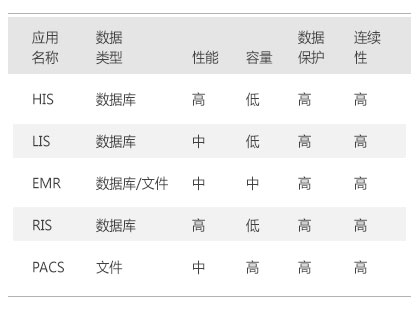 应用 数据 数据 连续
名称 类型 性能 容量 保护 性
HIS 数据库 高 低 高 高
LIS 数据库 中 低 高 高
EMR 数据库/文件 中 中 高 高
RIS 数据库 高 低 高 高
PACS 文件 中 高 高 高